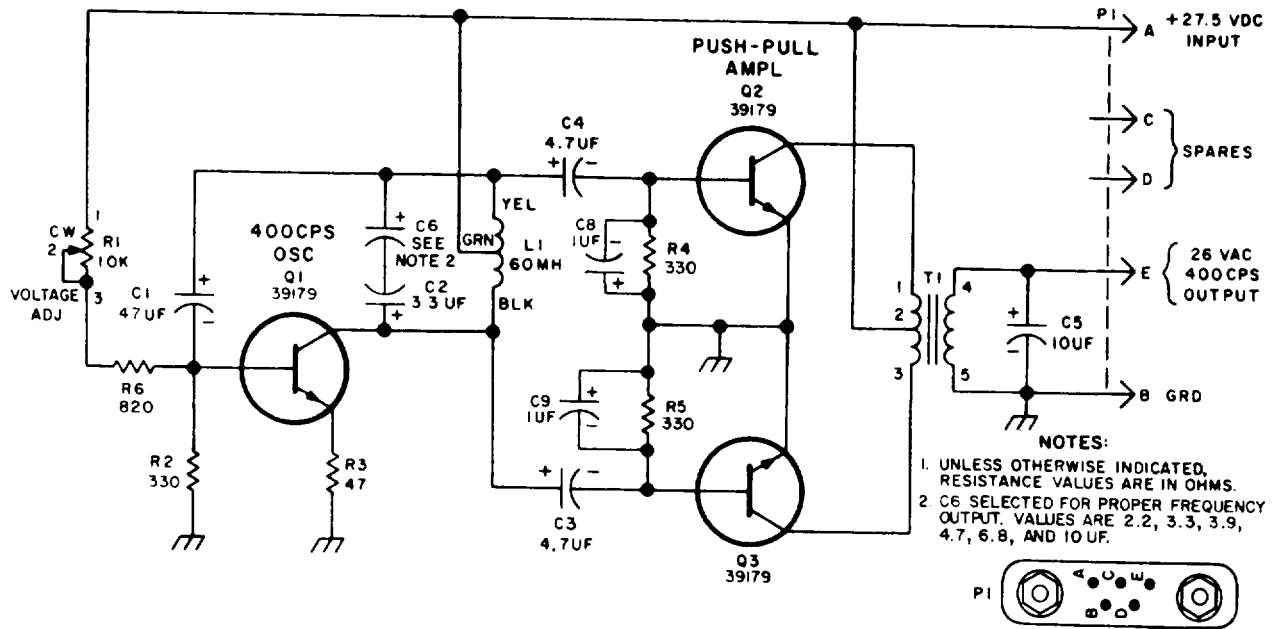 P1
A +27.5 VDC
INPUT
PUSH-PULL
AMPL
Q2
39179
C
SPARES
D
C4
4.7UF
+ -
1
CW
2
R1
10K
VOLTAGE
ADJ
3
400CPS
OSC
Q1
39179
+
C6
SEE
NOTE 2
C2
3.3UF
+
YEL
GRN
L1
60MH
BLK
C8
1UF
-
+
R4
330
C1
47UF
+
-
1
2
3
T1
4
5
E
26 VAC
400CPS
OUTPUT
+
-
C5
10UF
R6
820
C9
1UF
+
-
R5
330
B GRD
R2
330
R3
47
+ -
C3
4.7UF
Q3
39179
NOTES:
1. UNLESS OTHERWISE INDICATED,
RESISTANCE VALUES ARE IN OHMS.
2. C6 SELECTED FOR PROPER FREQUENCY
OUTPUT. VALUES ARE 2.2, 3.3, 3.9,
4.7, 6.8, AND 10 UF.
P1
A C E
B D